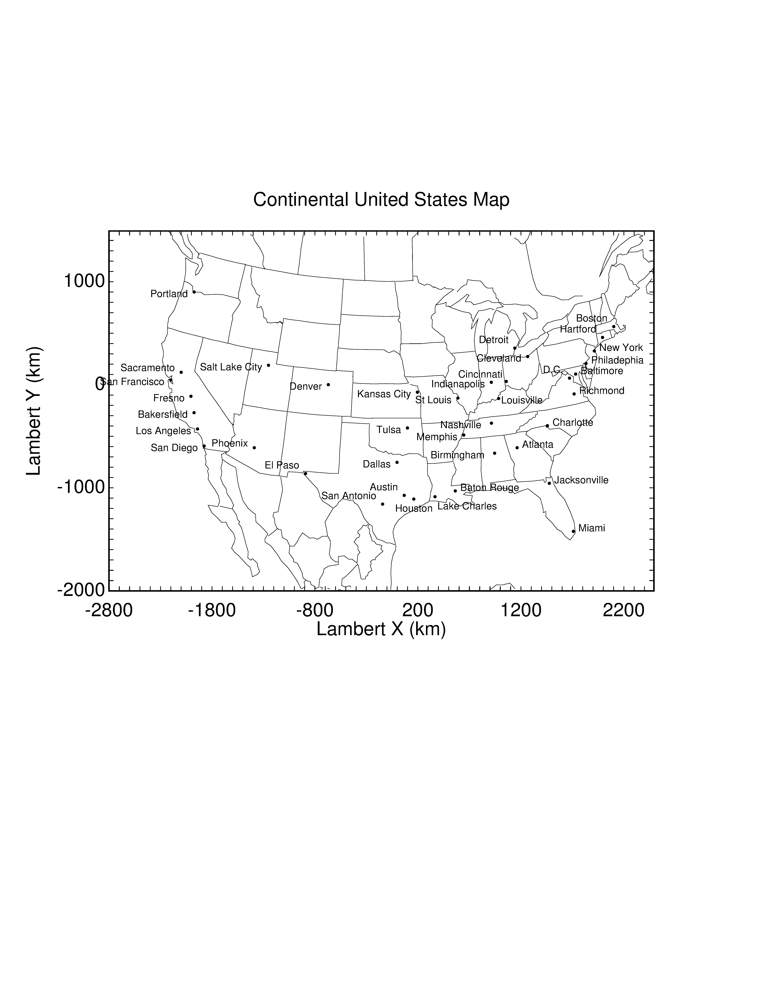 Continental United States Map
1000
Portland
Boston
Hartford
Detroit
New York
Cleveland
Philadephia
Salt Lake City
Sacramento
D.C.
Baltimore
Cincinnati
0
San Francisco
Indianapolis
Denver
Richmond
Kansas City
Fresno
St Louis
Louisville
Bakersfield
Charlotte
Nashville
Tulsa
Los Angeles
Memphis
Phoenix
Atlanta
San Diego
Birmingham
El Paso
Dallas
Jacksonville
-1000
Austin
Baton Rouge
San Antonio
Lake Charles
Houston
Miami
-2000
-2800 -1800 -800 200 1200 2200
Lambert X (km)
Lambert Y (km)